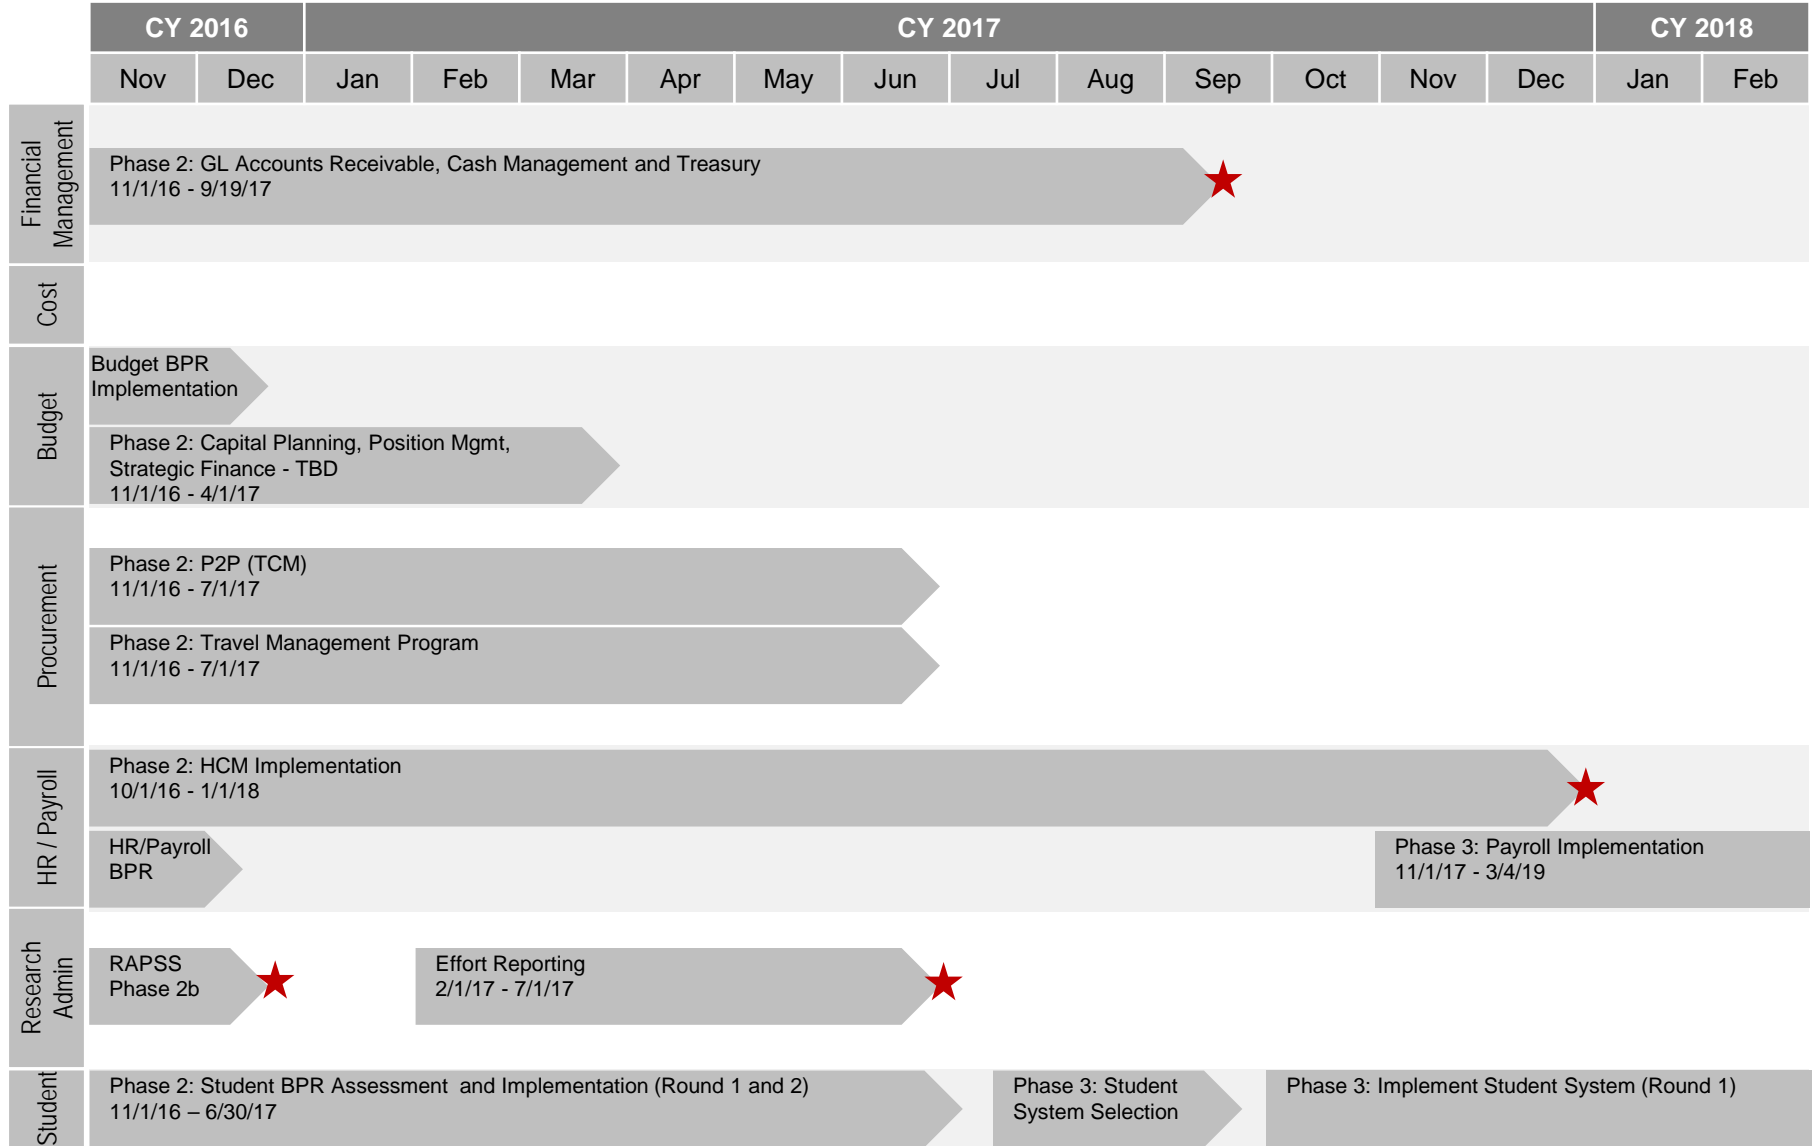 CY 2016 CY 2017 CY 2018
Nov Dec Jan Feb Mar Apr May Jun Jul Aug Sep Oct Nov Dec Jan Feb
Financial
Management
Phase 2: GL Accounts Receivable, Cash Management and Treasury
11/1/16 - 9/19/17
Cost
Budget
Budget BPR
Implementation
Phase 2: Capital Planning, Position Mgmt,
Strategic Finance - TBD
11/1/16 - 4/1/17
Procurement
Phase 2: P2P (TCM)
11/1/16 - 7/1/17
Phase 2: Travel Management Program
11/1/16 - 7/1/17
HR / Payroll
Phase 2: HCM Implementation
10/1/16 - 1/1/18
HR/Payroll
BPR
Phase 3: Payroll Implementation
11/1/17 - 3/4/19
Research
Admin
RAPSS
Phase 2b
Effort Reporting
2/1/17 - 7/1/17
Student
Phase 2: Student BPR Assessment  and Implementation (Round 1 and 2)
11/1/16 – 6/30/17
Phase 3: Student
System Selection
Phase 3: Implement Student System (Round 1)